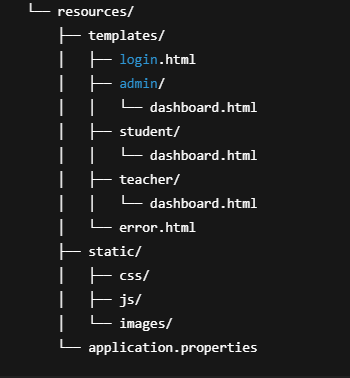 └── resources/
    ├── templates/
    │   ├── login.html
    │   ├── admin/
    │   │   └── dashboard.html
    │   ├── student/
    │   │   └── dashboard.html
    │   ├── teacher/
    │   │   └── dashboard.html
    │   └── error.html
    ├── static/
    │   ├── css/
    │   ├── js/
    │   └── images/
    └── application.properties